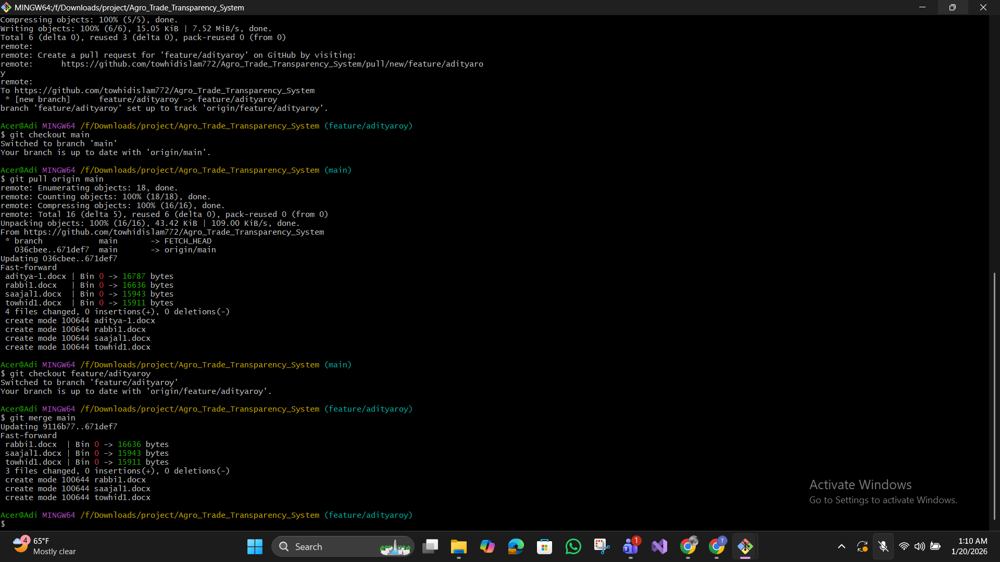 MINGW64:/f/Downloads/project/Agro_Trade_Transparency_System
Compressing objects: 100% (5/5), done.
Writing objects: 100% (6/6), 15.05 KiB | 7.52 MiB/s, done.
Total 6 (delta 0), reused 3 (delta 0), pack-reused 0 (from 0)
remote:
remote: Create a pull request for 'feature/adityaroy' on GitHub by visiting:
remote:      https://github.com/towhidislam772/Agro_Trade_Transparency_System/pull/new/feature/adityaro
y
remote:
To https://github.com/towhidislam772/Agro_Trade_Transparency_System
 * [new branch]      feature/adityaroy -> feature/adityaroy
branch 'feature/adityaroy' set up to track 'origin/feature/adityaroy'.
Acer@Adi MINGW64 /f/Downloads/project/Agro_Trade_Transparency_System (feature/adityaroy)
$ git checkout main
Switched to branch 'main'
Your branch is up to date with 'origin/main'.
Acer@Adi MINGW64 /f/Downloads/project/Agro_Trade_Transparency_System (main)
$ git pull origin main
remote: Enumerating objects: 18, done.
remote: Counting objects: 100% (18/18), done.
remote: Compressing objects: 100% (16/16), done.
remote: Total 16 (delta 5), reused 6 (delta 0), pack-reused 0 (from 0)
Unpacking objects: 100% (16/16), 43.42 KiB | 109.00 KiB/s, done.
From https://github.com/towhidislam772/Agro_Trade_Transparency_System
 * branch            main       -> FETCH_HEAD
   036cbee..671def7  main       -> origin/main
Updating 036cbee..671def7
Fast-forward
 aditya-1.docx | Bin 0 -> 16787 bytes
 rabbi1.docx   | Bin 0 -> 16636 bytes
 saajal1.docx  | Bin 0 -> 15943 bytes
 towhid1.docx  | Bin 0 -> 15911 bytes
 4 files changed, 0 insertions(+), 0 deletions(-)
 create mode 100644 aditya-1.docx
 create mode 100644 rabbi1.docx
 create mode 100644 saajal1.docx
 create mode 100644 towhid1.docx
Acer@Adi MINGW64 /f/Downloads/project/Agro_Trade_Transparency_System (main)
$ git checkout feature/adityaroy
Switched to branch 'feature/adityaroy'
Your branch is up to date with 'origin/feature/adityaroy'.
Acer@Adi MINGW64 /f/Downloads/project/Agro_Trade_Transparency_System (feature/adityaroy)
$ git merge main
Updating 9116b77..671def7
Fast-forward
 rabbi1.docx  | Bin 0 -> 16636 bytes
 saajal1.docx | Bin 0 -> 15943 bytes
 towhid1.docx | Bin 0 -> 15911 bytes
 3 files changed, 0 insertions(+), 0 deletions(-)
 create mode 100644 rabbi1.docx
 create mode 100644 saajal1.docx
 create mode 100644 towhid1.docx
Acer@Adi MINGW64 /f/Downloads/project/Agro_Trade_Transparency_System (feature/adityaroy)
$
Activate Windows
Go to Settings to activate Windows.
4
65°F
Mostly clear
Search
1
T
1:10 AM
1/20/2026